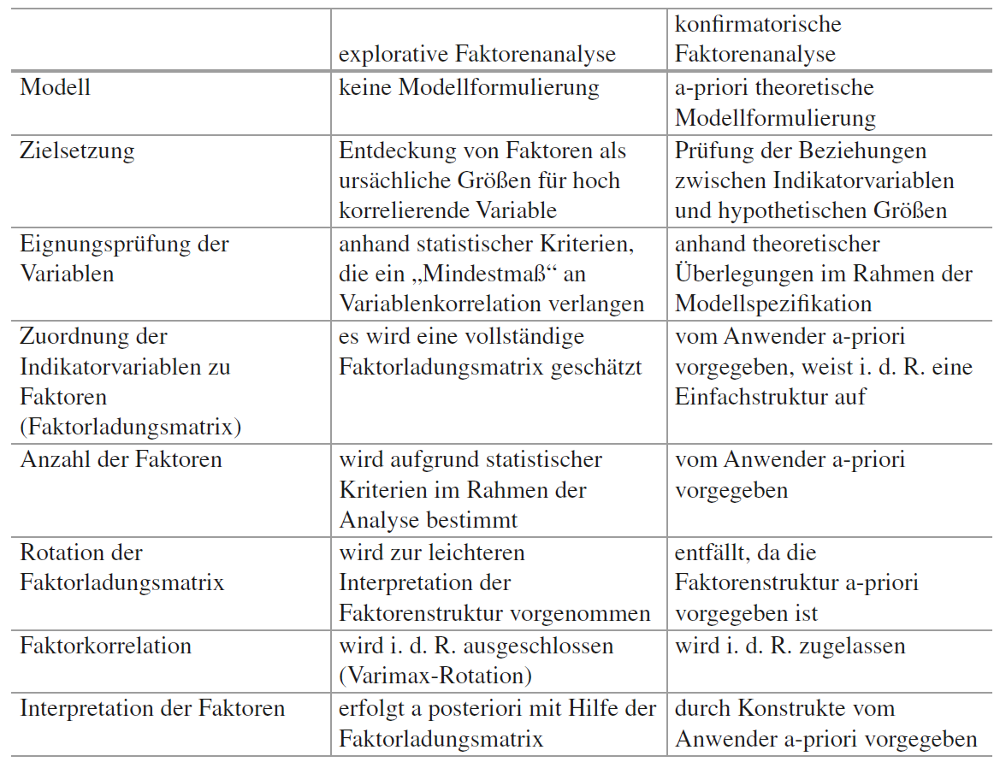 explorative Faktorenanalyse
konfirmatorische
Faktorenanalyse
Modell
keine Modellformulierung
a-priori theoretische
Modellformulierung
Zielsetzung
Entdeckung von Faktoren als
ursächliche Größen für hoch
korrelierende Variable
Prüfung der Beziehungen
zwischen Indikatorvariablen
und hypothetischen Größen
Eignungsprüfung der
Variablen
anhand statistischer Kriterien,
die ein „Mindestmaß“ an
Variablenkorrelation verlangen
anhand theoretischer
Überlegungen im Rahmen der
Modellspezifikation
Zuordnung der
Indikatorvariablen zu
Faktoren
(Faktorladungsmatrix)
es wird eine vollständige
Faktorladungsmatrix geschätzt
vom Anwender a-priori
vorgegeben, weist i. d. R. eine
Einfachstruktur auf
Anzahl der Faktoren
wird aufgrund statistischer
Kriterien im Rahmen der
Analyse bestimmt
vom Anwender a-priori
vorgegeben
Rotation der
Faktorladungsmatrix
wird zur leichteren
Interpretation der
Faktorenstruktur vorgenommen
entfällt, da die
Faktorenstruktur a-priori
vorgegeben ist
Faktorkorrelation
wird i. d. R. ausgeschlossen
(Varimax-Rotation)
wird i. d. R. zugelassen
Interpretation der Faktoren
erfolgt a posteriori mit Hilfe der
Faktorladungsmatrix
durch Konstrukte vom
Anwender a-priori vorgegeben